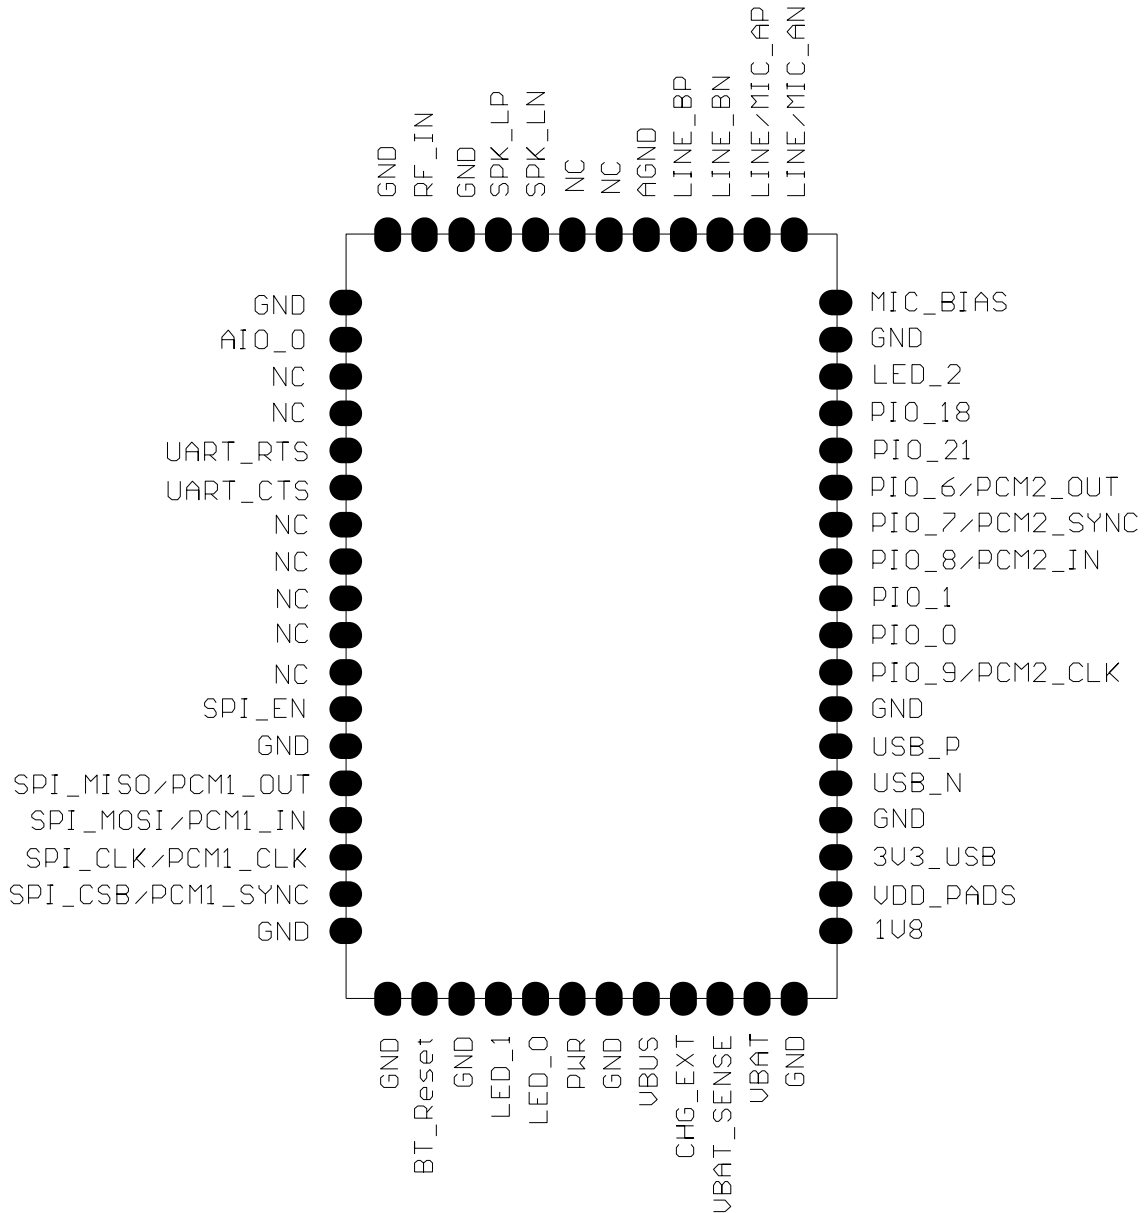 GND
RF_IN
GND
SPK_LP
SPK_LN
NC
NC
AGND
LINE_BP
LINE_BN
LINE/MIC_AP
LINE/MIC_AN
GND
AIO_0
NC
NC
UART_RTS
UART_CTS
NC
NC
NC
NC
NC
SPI_EN
GND
SPI_MISO/PCM1_OUT
SPI_MOSI/PCM1_IN
SPI_CLK/PCM1_CLK
SPI_CSB/PCM1_SYNC
GND
MIC_BIAS
GND
LED_2
PIO_18
PIO_21
PIO_6/PCM2_OUT
PIO_7/PCM2_SYNC
PIO_8/PCM2_IN
PIO_1
PIO_0
PIO_9/PCM2_CLK
GND
USB_P
USB_N
GND
3V3_USB
VDD_PADS
1V8
GND
BT_Reset
GND
LED_1
LED_0
PWR
GND
VBUS
CHG_EXT
VBAT_SENSE
VBAT
GND